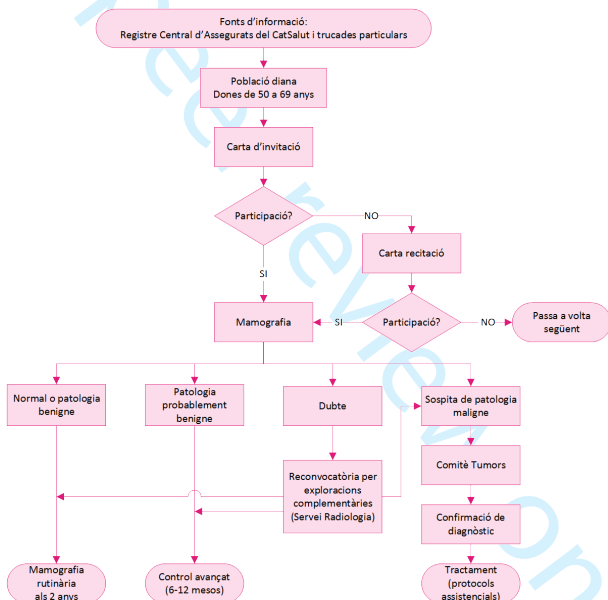 Fonts d'informació:
Registre Central d'Assegurats del CatSalut i trucades particulars
Població diana
Dones de 50 a 69 anys
Carta d'invitació
Participació?
NO
Carta recitació
SI
Mamografia
SI
Participació?
NO
Passa a volta
següent
Normal o patologia
benigne
Patologia
probablement
benigne
Dubte
Sospita de patologia
maligne
Reconvocatòria per
exploracions
complementàries
(Servei Radiologia)
Comitè Tumors
Confirmació de
diagnòstic
Mamografia
rutinària
als 2 anys
Control avançat
(6-12 mesos)
Tractament
(protocols
assistencials)
review on